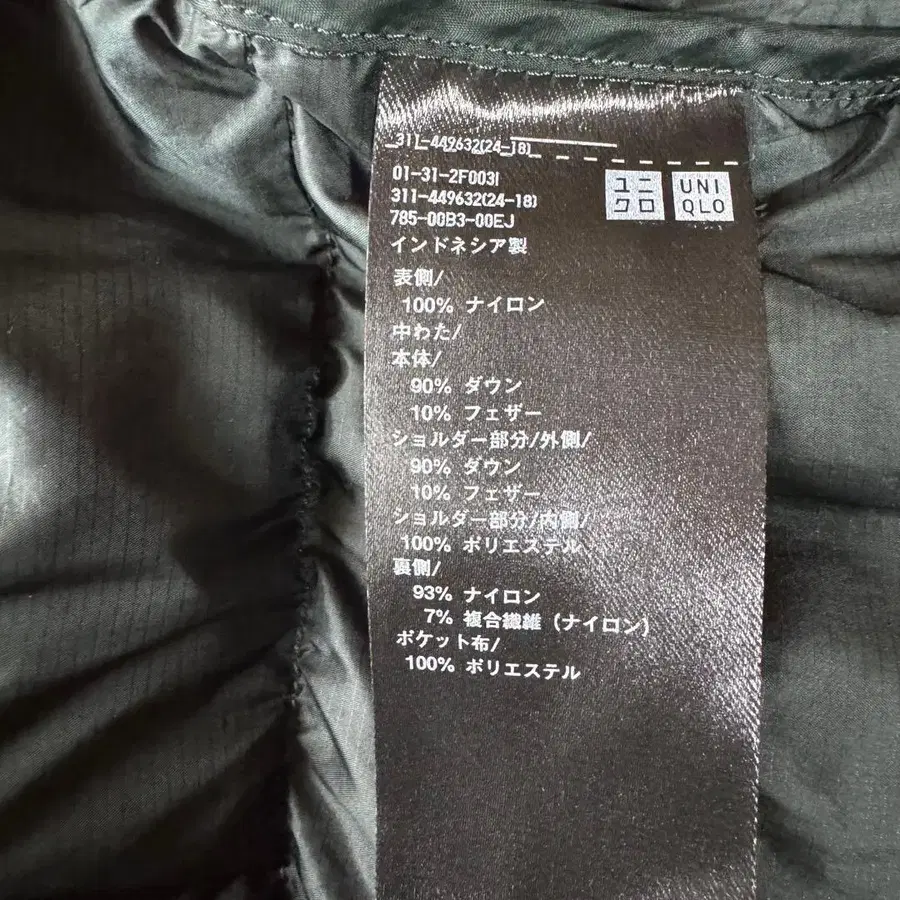 311-449632(24-18)
01-31-2F003I
311-449632(24-18)
785-00B3-00EJ
ユニ
クロ
UNI
QLO
インドネシア製
表側/
100% ナイロン
中わた/
本体/
90% ダウン
10% フェザー
ショルダー部分/外側/
90% ダウン
10% フェザー
ショルダー部分/内側/
100% ポリエステル
裏側/
93% ナイロン
7% 複合繊維 (ナイロン)
ポケット布/
100% ポリエステル